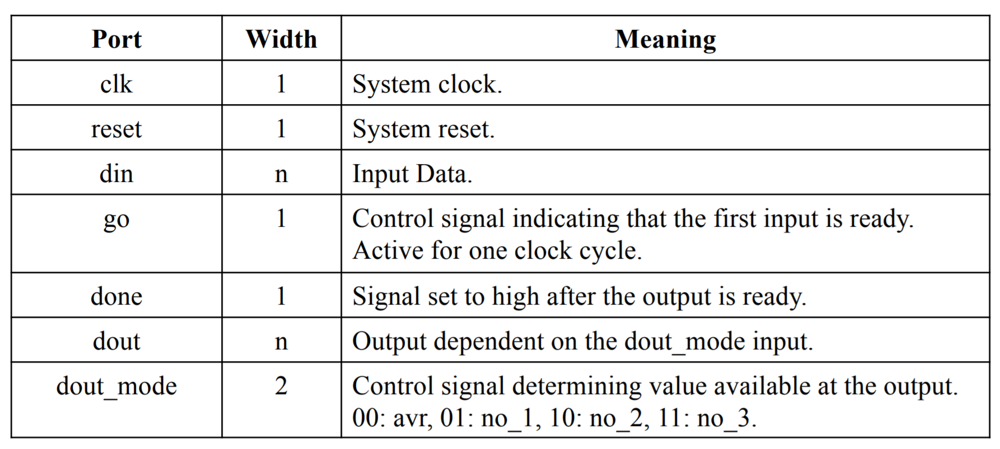 Port Width Meaning
clk 1 System clock.
reset 1 System reset.
din n Input Data.
go 1 Control signal indicating that the first input is ready.
Active for one clock cycle.
done 1 Signal set to high after the output is ready.
dout n Output dependent on the dout_mode input.
dout_mode 2 Control signal determining value available at the output.
00: avr, 01: no_1, 10: no_2, 11: no_3.